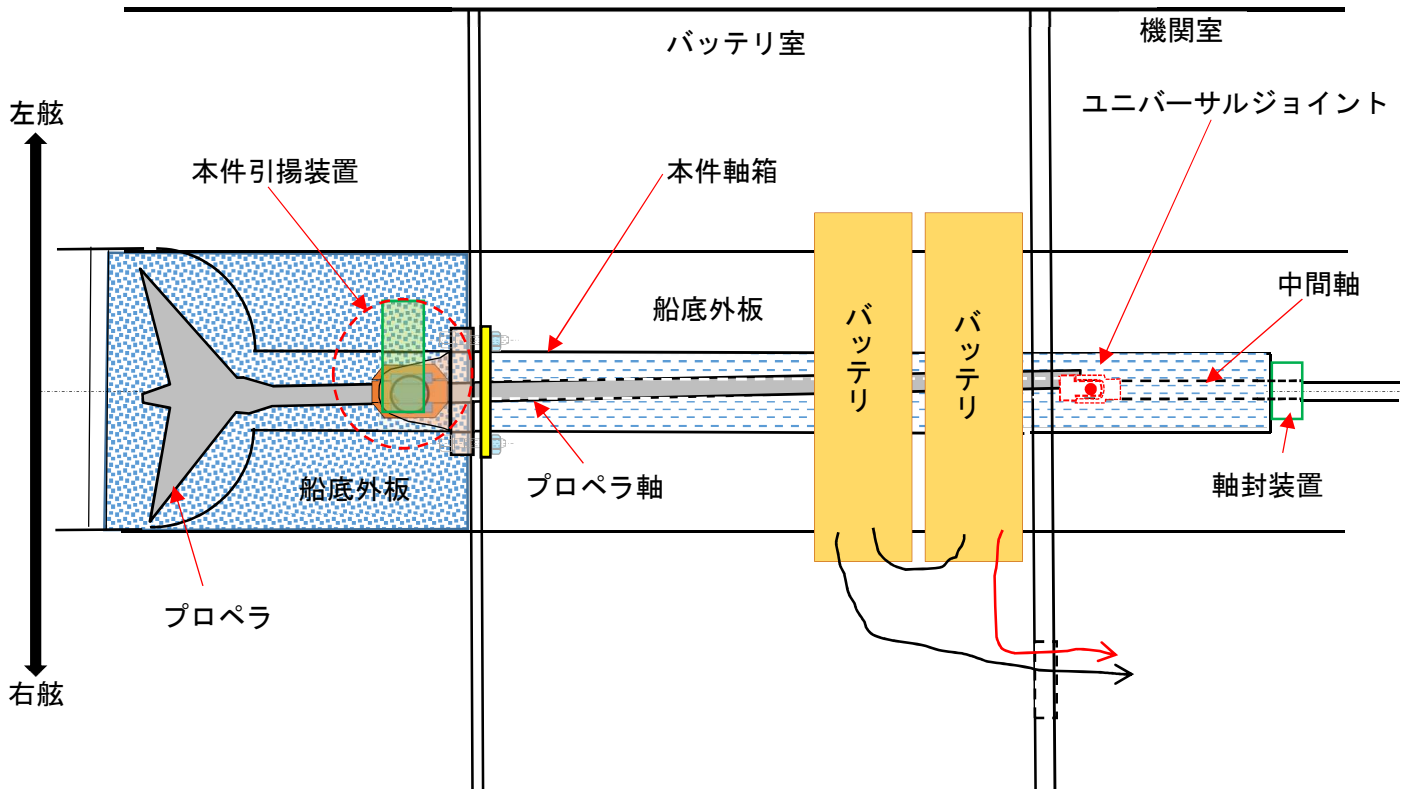 バッテリ室
機関室
ユニバーサルジョイント
左舷
本件引揚装置
本件軸箱
中間軸
船底外板
バッテリ
バッテリ
船底外板
プロペラ軸
軸封装置
プロペラ
右舷